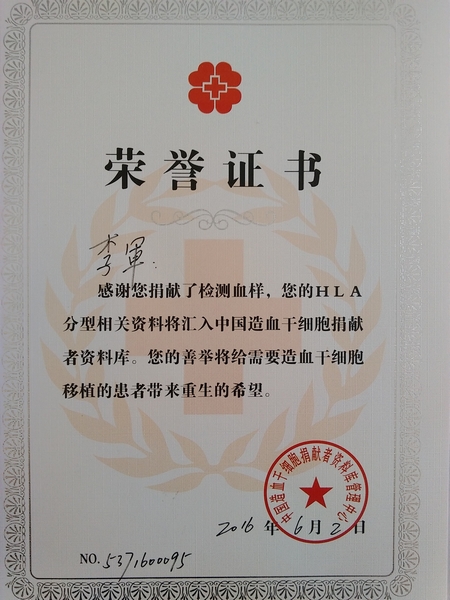 荣誉证书
李軍:
感谢您捐献了检测血样，您的HLA
分型相关资料将汇入中国造血干细胞捐献
者资料库。您的善举将给需要造血干细胞
移植的患者带来重生的希望。
中国造血干细胞捐献者资料库管理中心
2016年6月2日
NO. 5371600095